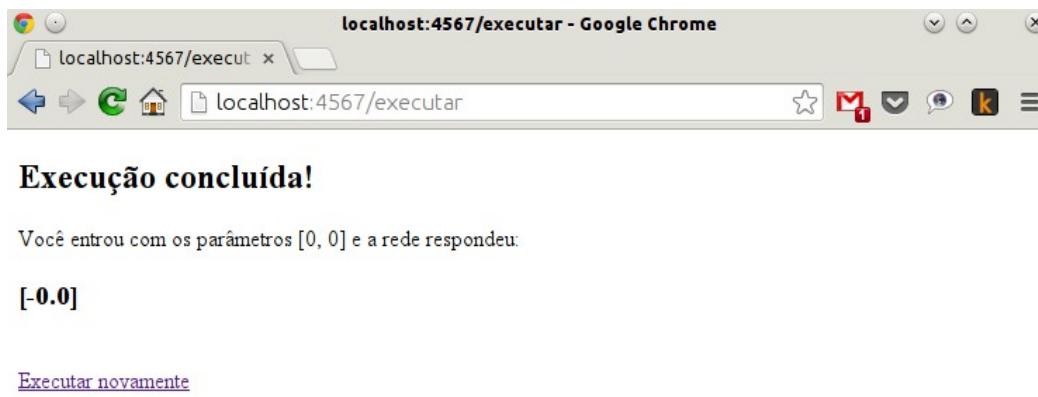 localhost:4567/executar - Google Chrome
localhost:4567/execut
localhost:4567/executar
1
k
Execução concluída!
Você entrou com os parâmetros [0, 0] e a rede respondeu:
[-0.0]
Executar novamente